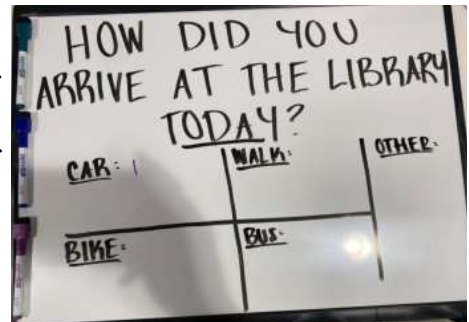 HOW DID YOU
ARRIVE AT THE LIBRARY
TODAY?
CAR: |
WALK:
OTHER:
BIKE:
BUS: